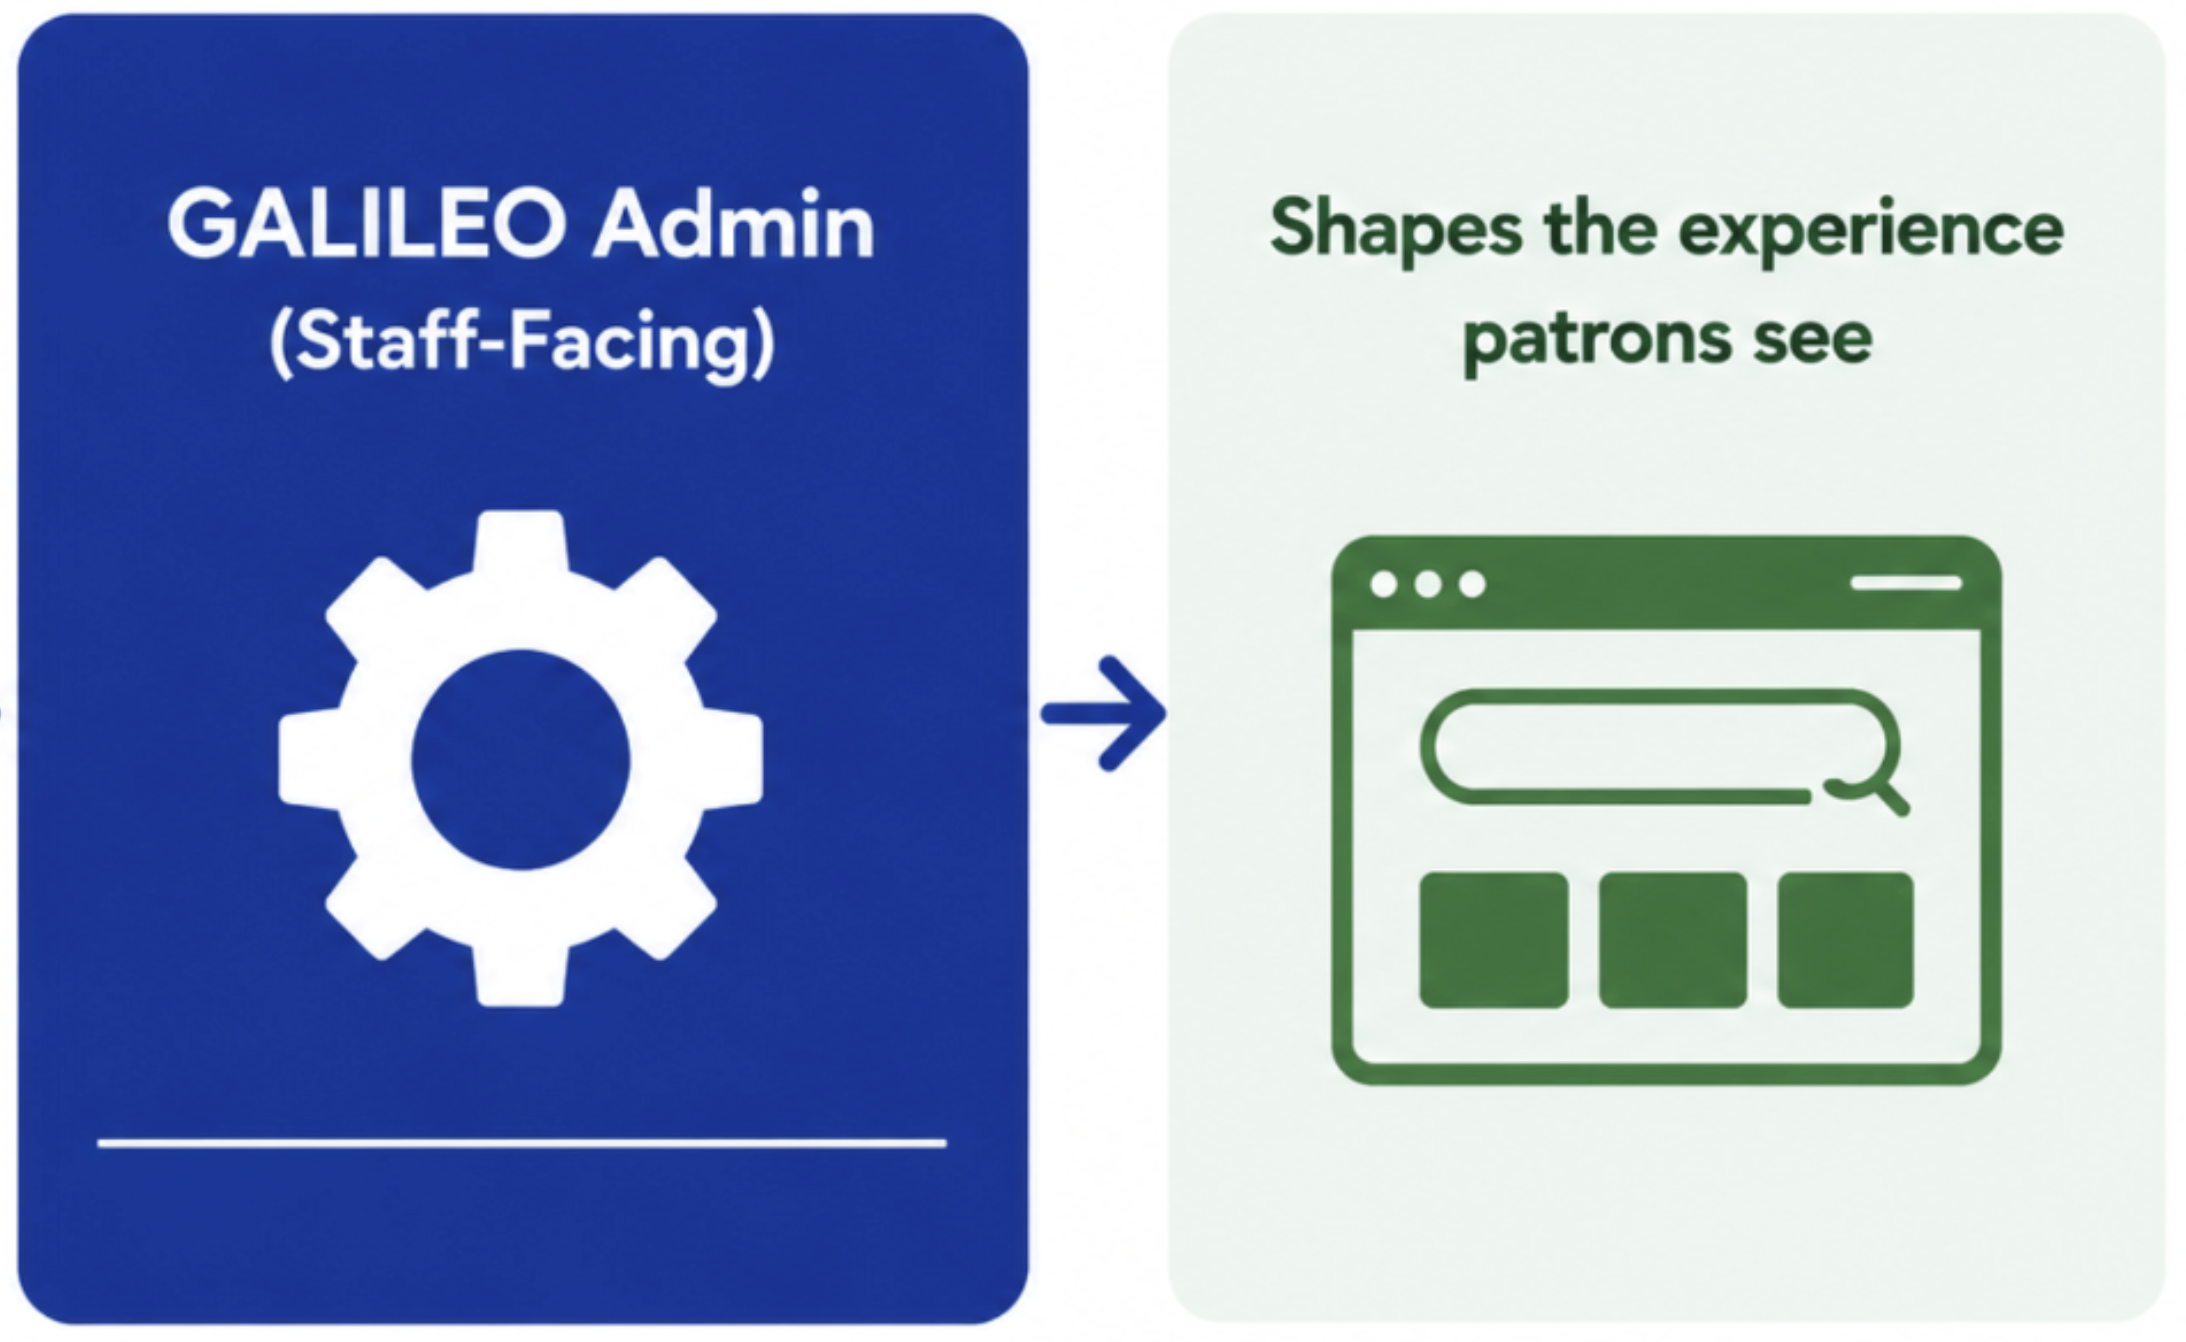 GALILEO Admin
(Staff-Facing)
Shapes the experience
patrons see